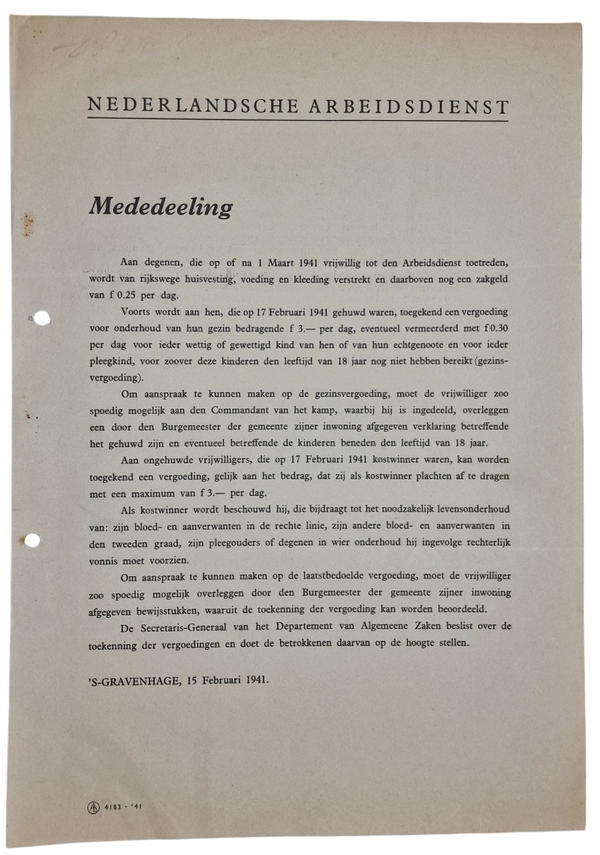 NEDERLANDSCHE ARBEIDSDIENST
Mededeeling
Aan degenen, die op of na 1 Maart 1941 vrijwillig tot den Arbeidsdienst toetreden,
wordt van rijkswege huisvesting, voeding en kleeding verstrekt en daarboven nog een zakgeld
van f 0.25 per dag.
Voorts wordt aan hen, die op 17 Februari 1941 gehuwd waren, toegekend een vergoeding
voor onderhoud van hun gezin bedragende f 3.— per dag, eventueel vermeerderd met f 0.30
per dag voor ieder wettig of gewettigd kind van hen of van hun echtgenoote en voor ieder
pleegkind, voor zoover deze kinderen den leeftijd van 18 jaar nog niet hebben bereikt (gezins-
vergoeding).
Om aanspraak te kunnen maken op de gezinsvergoeding, moet de vrijwilliger zoo
spoedig mogelijk aan den Commandant van het kamp, waarbij hij is ingedeeld, overleggen
een door den Burgemeester der gemeente zijner inwoning afgegeven verklaring betreffende
het gehuwd zijn en eventueel betreffende de kinderen beneden den leeftijd van 18 jaar.
Aan ongehuwde vrijwilligers, die op 17 Februari 1941 kostwinner waren, kan worden
toegekend een vergoeding, gelijk aan het bedrag, dat zij als kostwinner plachten af te dragen
met een maximum van f 3.— per dag.
Als kostwinner wordt beschouwd hij, die bijdraagt tot het noodzakelijk levensonderhoud
van: zijn bloed- en aanverwanten in de rechte linie, zijn andere bloed- en aanverwanten in
den tweeden graad, zijn pleegouders of degenen in wier onderhoud hij ingevolge rechterlijk
vonnis moet voorzien.
Om aanspraak te kunnen maken op de laatstbedoelde vergoeding, moet de vrijwilliger
zoo spoedig mogelijk overleggen door den Burgemeester der gemeente zijner inwoning
afgegeven bewijsstukken, waaruit de toekenning der vergoeding kan worden beoordeeld.
De Secretaris-Generaal van het Departement van Algemeene Zaken beslist over de
toekenning der vergoedingen en doet de betrokkenen daarvan op de hoogte stellen.
'S-GRAVENHAGE, 15 Februari 1941.
4183 - '41